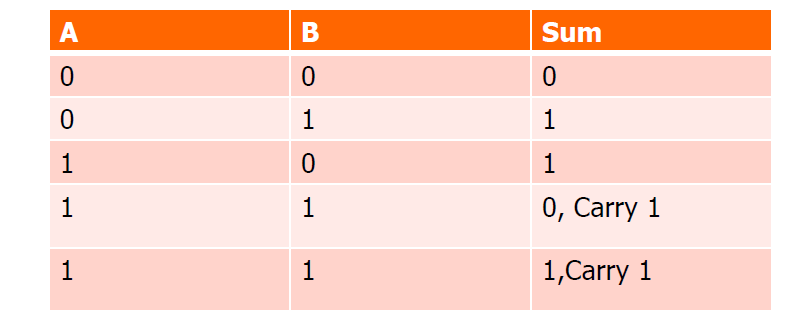 A B Sum
0 0 0
0 1 1
1 0 1
1 1 0, Carry 1
1 1 1,Carry 1